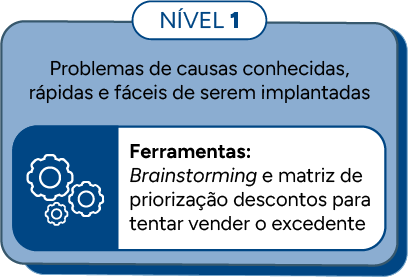 NÍVEL 1
Problemas de causas conhecidas,
rápidas e fáceis de serem implantadas
Ferramentas:
Brainstorming e matriz de
priorização descontos para
tentar vender o excedente